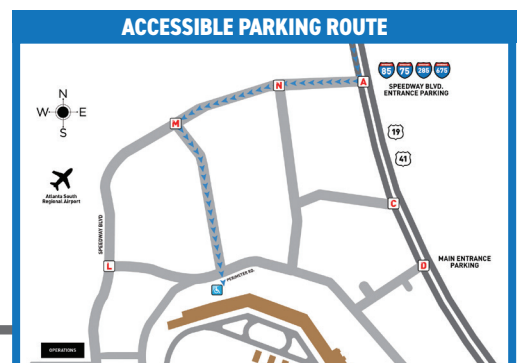 ACCESSIBLE PARKING ROUTE
85 75 285 675
SPEEDWAY BLVD.
ENTRANCE PARKING
N
W E
S
N
A
M
19
41
Atlanta South
Regional Airport
SPEEDWAY BLVD
C
L
D
MAIN ENTRANCE
PARKING
PERIMETER RD.
OPERATIONS